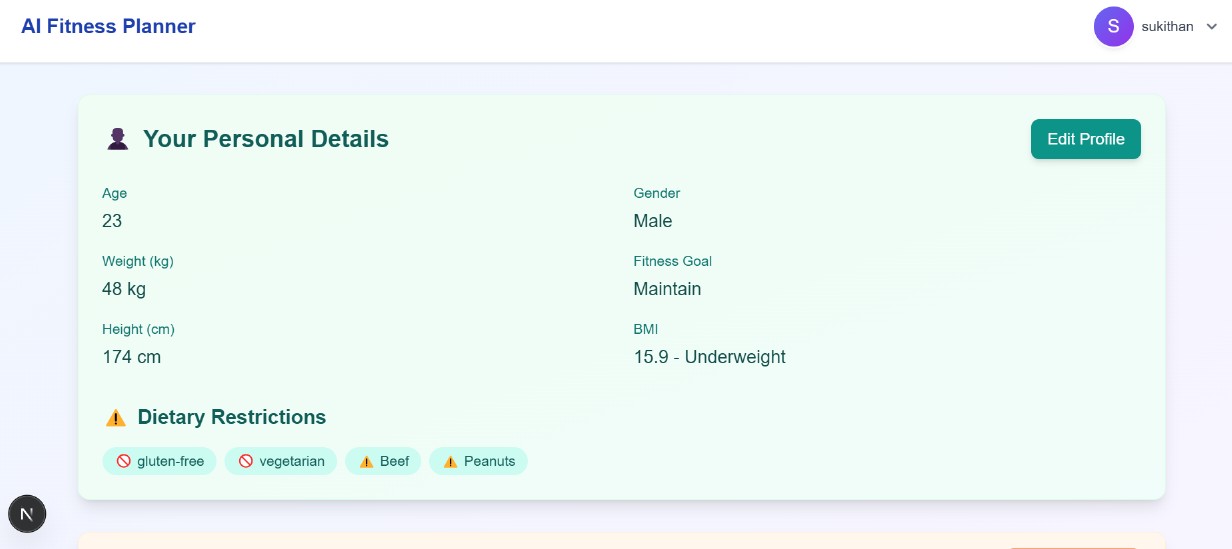 AI Fitness Planner
S
sukithan
Your Personal Details
Edit Profile
Age
23
Gender
Male
Weight (kg)
48 kg
Fitness Goal
Maintain
Height (cm)
174 cm
BMI
15.9 - Underweight
Dietary Restrictions
gluten-free
vegetarian
Beef
Peanuts
N